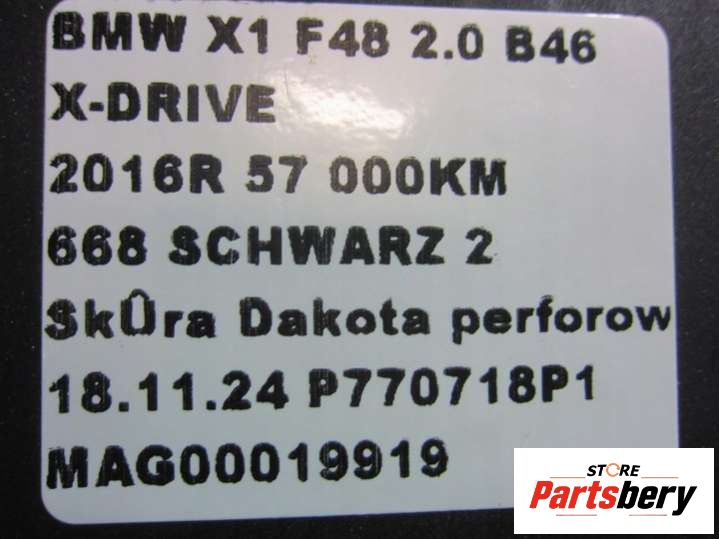 BMW X1 F48 2.0 B46
X-DRIVE
2016R 57 000KM
668 SCHWARZ 2
SkÛra Dakota perforow
18.11.24 P770718P1
MAG00019919
STORE
Partsbery